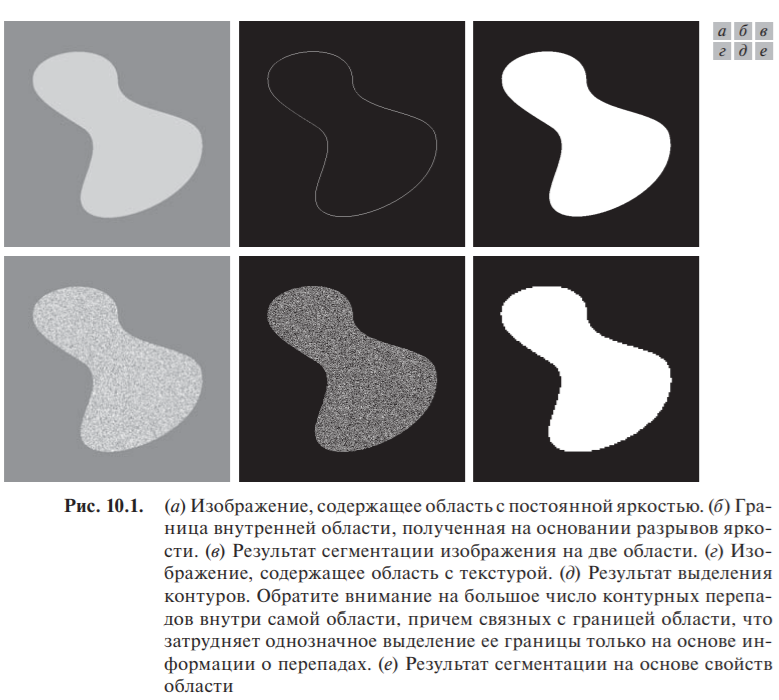 а б в
г д е
Рис. 10.1. (а) Изображение, содержащее область с постоянной яркостью. (б) Гра-
ница внутренней области, полученная на основании разрывов ярко-
сти. (в) Результат сегментации изображения на две области. (г) Изо-
бражение, содержащее область с текстурой. (д) Результат выделения
контуров. Обратите внимание на большое число контурных перепа-
дов внутри самой области, причем связных с границей области, что
затрудняет однозначное выделение ее границы только на основе ин-
формации о перепадах. (е) Результат сегментации на основе свойств
области